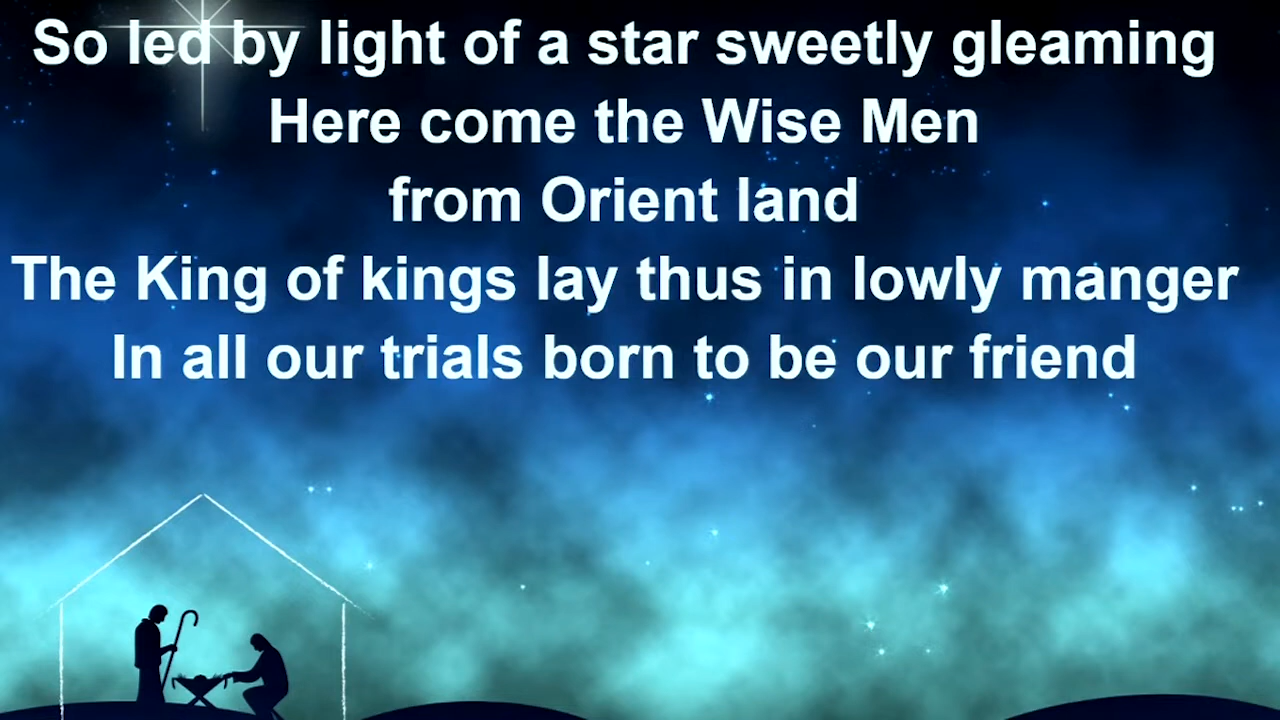 So led by light of a star sweetly gleaming
Here come the Wise Men
from Orient land
The King of kings lay thus in lowly manger
In all our trials born to be our friend